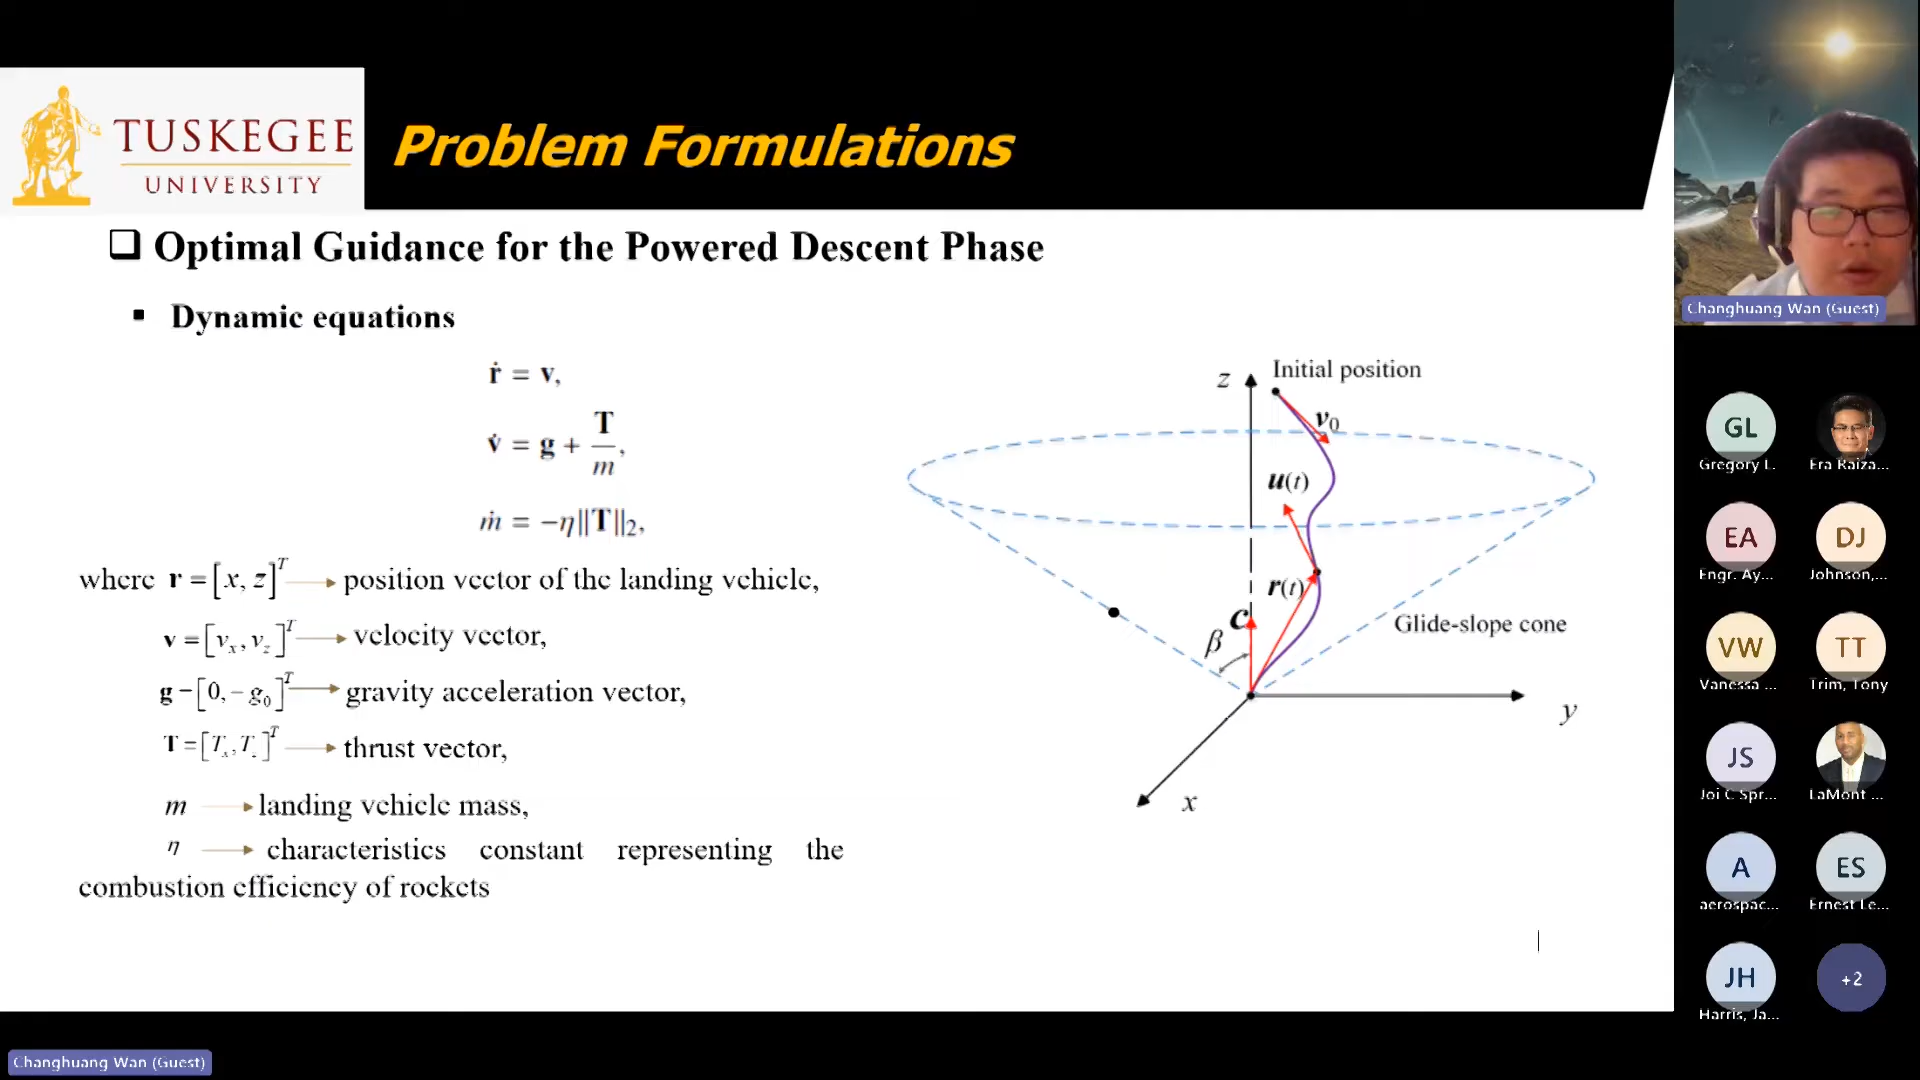 TUSKEGEE
UNIVERSITY
Problem Formulations
❑ Optimal Guidance for the Powered Descent Phase
▪ Dynamic equations
ṙ = v,
v̇ = g + T/m,
ṁ = −η||T||₂,
where r = [x, z]ᵀ → position vector of the landing vehicle,
v = [vₓ, v_z]ᵀ → velocity vector,
g = [0, − g₀]ᵀ → gravity acceleration vector,
T = [Tₓ, T_z]ᵀ → thrust vector,
m → landing vehicle mass,
η → characteristics constant representing the
combustion efficiency of rockets
z
Initial position
v₀
u(t)
r(t)
c
β
Glide-slope cone
y
x
Changhuang Wan (Guest)
GL
Gregory L.
Era Raiza...
EA
Engr. Ay...
DJ
Johnson,...
VW
Vanessa ...
TT
Trim, Tony
JS
Joi C Spr...
LaMont ...
A
aerospac...
ES
Ernest Le...
JH
Harris, Ja...
+2
Changhuang Wan (Guest)